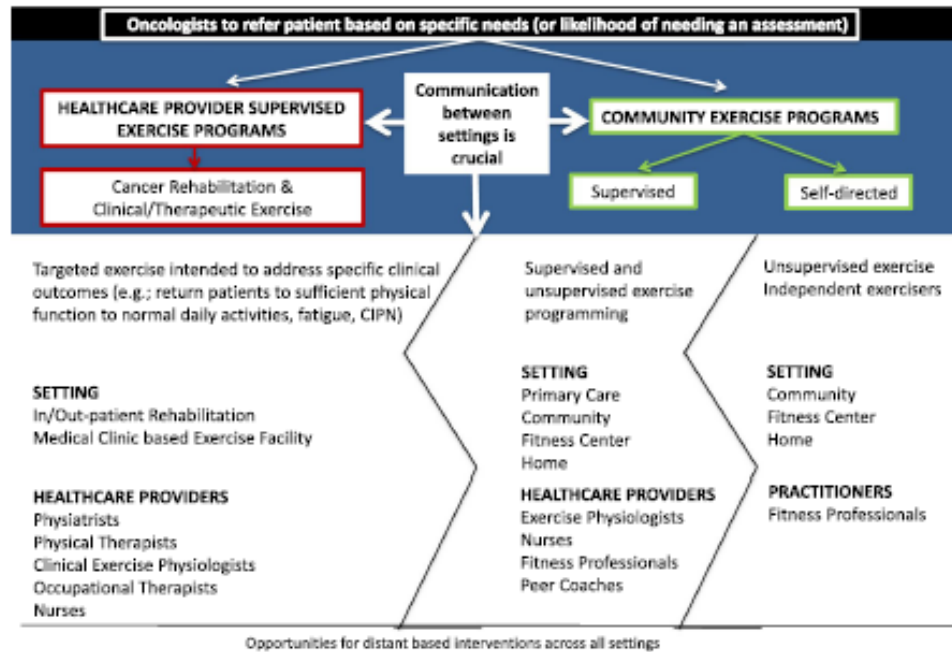 Oncologists to refer patient based on specific needs (or likelihood of needing an assessment)
HEALTHCARE PROVIDER SUPERVISED
EXERCISE PROGRAMS
Communication
between
settings is
crucial
COMMUNITY EXERCISE PROGRAMS
Cancer Rehabilitation &
Clinical/Therapeutic Exercise
Supervised
Self-directed
Targeted exercise intended to address specific clinical
outcomes (e.g.; return patients to sufficient physical
function to normal daily activities, fatigue, CIPN)
SETTING
In/Out-patient Rehabilitation
Medical Clinic based Exercise Facility
HEALTHCARE PROVIDERS
Physiatrists
Physical Therapists
Clinical Exercise Physiologists
Occupational Therapists
Nurses
Supervised and
unsupervised exercise
programming
SETTING
Primary Care
Community
Fitness Center
Home
HEALTHCARE PROVIDERS
Exercise Physiologists
Nurses
Fitness Professionals
Peer Coaches
Unsupervised exercise
Independent exercisers
SETTING
Community
Fitness Center
Home
PRACTITIONERS
Fitness Professionals
Opportunities for distant based interventions across all settings